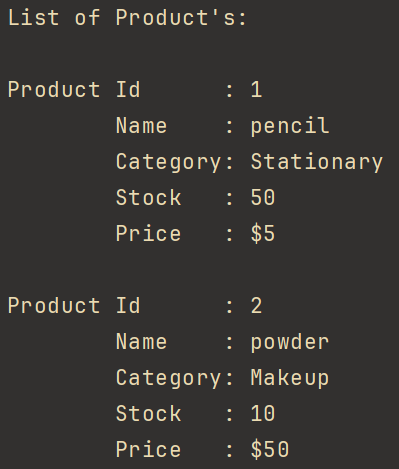 List of Product's:
Product Id      : 1
        Name    : pencil
        Category: Stationary
        Stock   : 50
        Price   : $5
Product Id      : 2
        Name    : powder
        Category: Makeup
        Stock   : 10
        Price   : $50